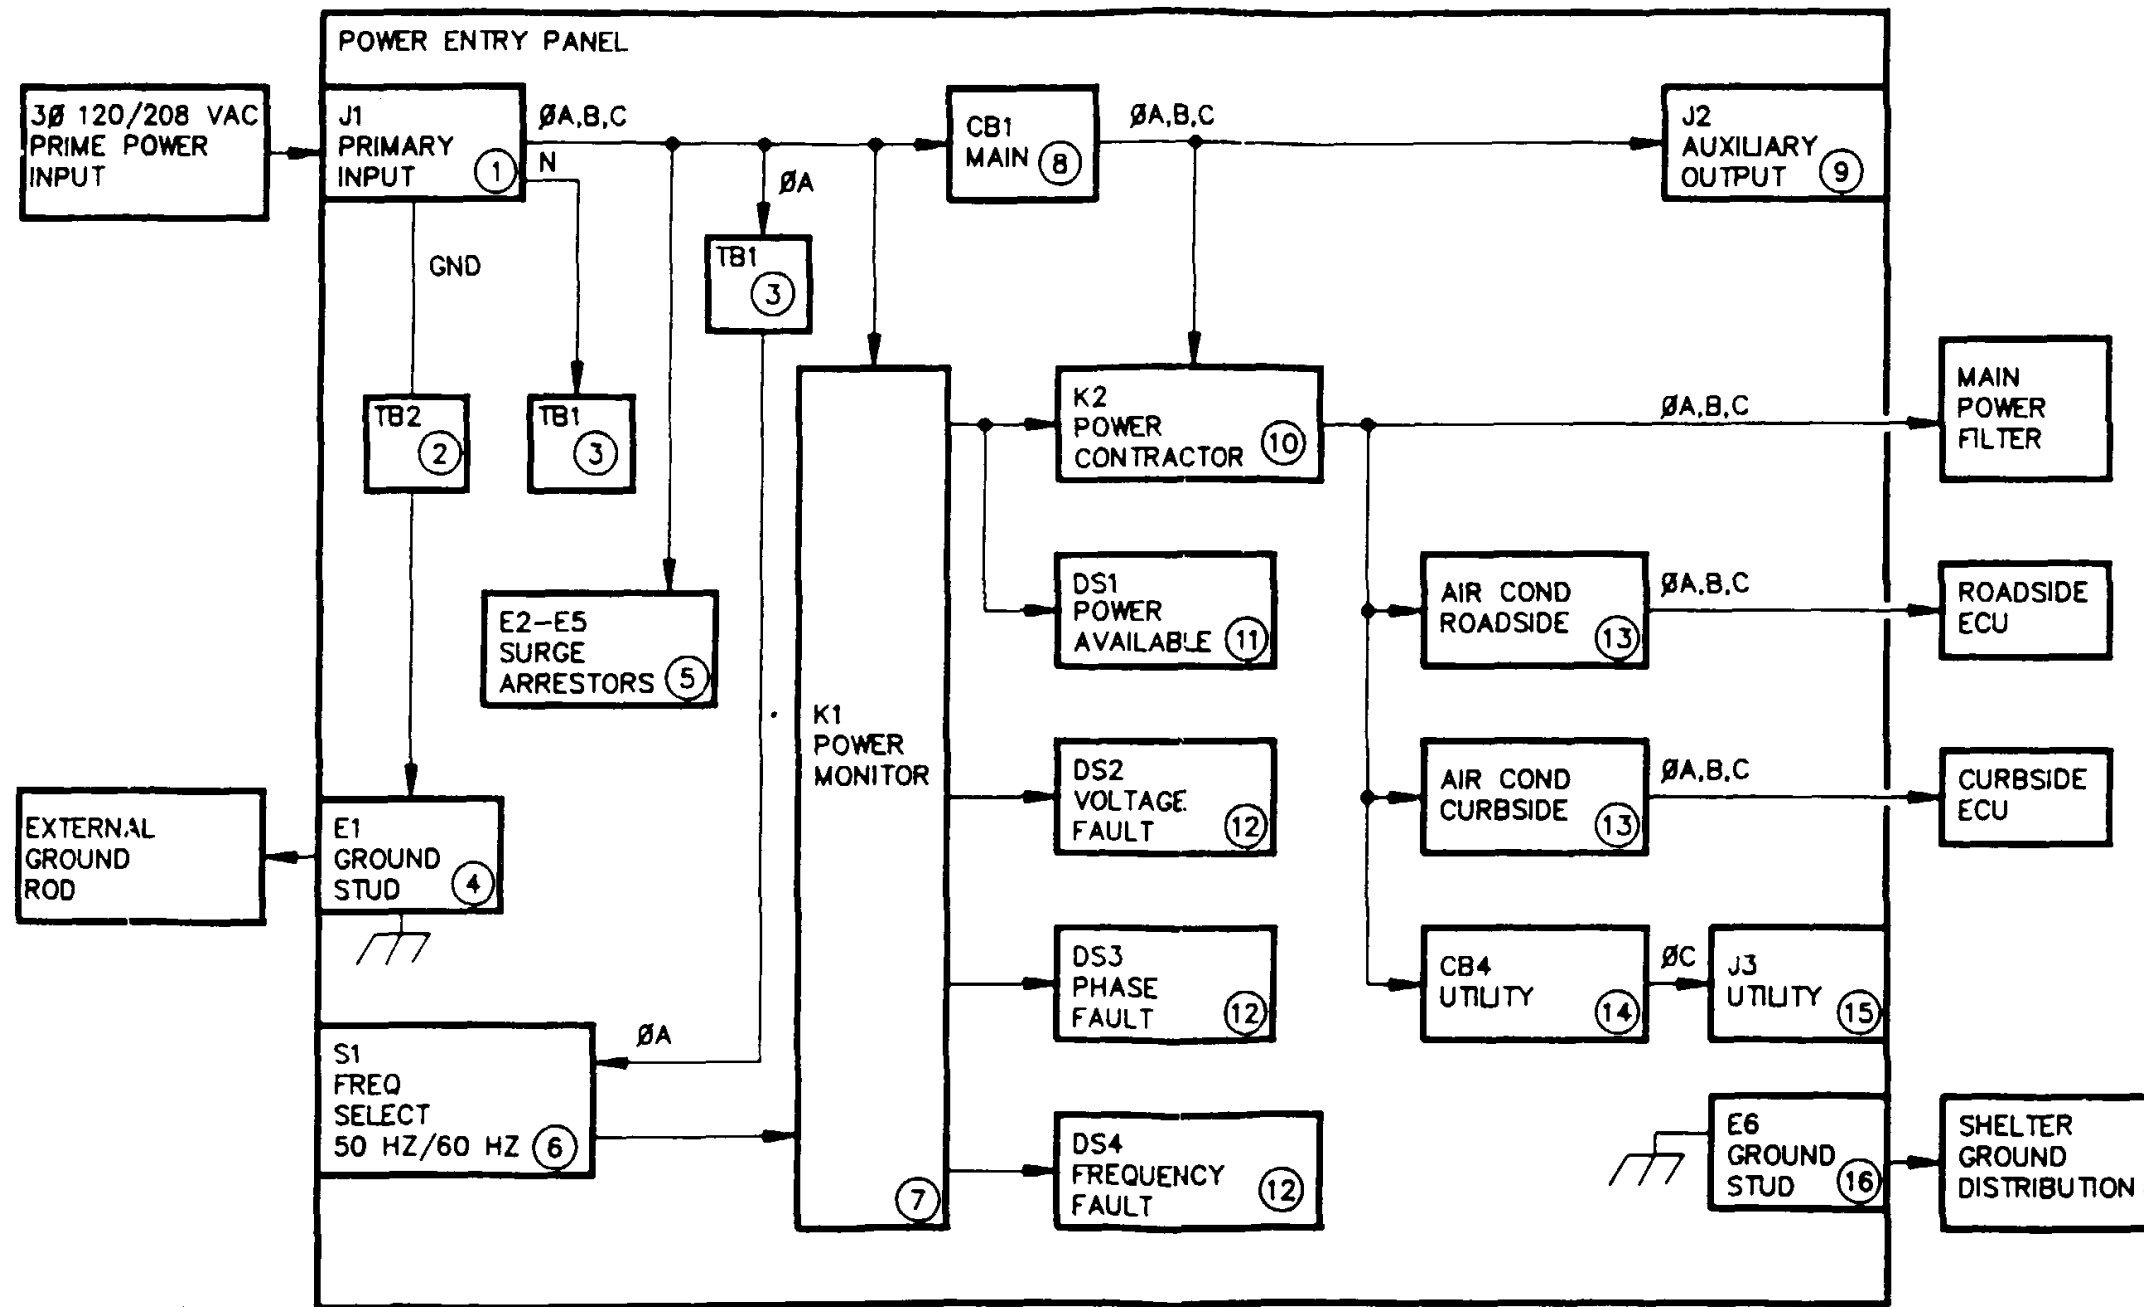 POWER ENTRY PANEL
3Ø 120/208 VAC
PRIME POWER
INPUT
J1
PRIMARY
INPUT
1
ØA,B,C
N
GND
ØA
CB1
MAIN
8
ØA,B,C
J2
AUXILIARY
OUTPUT
9
TB1
3
TB2
2
TB1
3
K2
POWER
CONTRACTOR
10
ØA,B,C
MAIN
POWER
FILTER
E2-E5
SURGE
ARRESTORS
5
DS1
POWER
AVAILABLE
11
AIR COND
ROADSIDE
13
ØA,B,C
ROADSIDE
ECU
K1
POWER
MONITOR
7
DS2
VOLTAGE
FAULT
12
AIR COND
CURBSIDE
13
ØA,B,C
CURBSIDE
ECU
EXTERNAL
GROUND
ROD
E1
GROUND
STUD
4
DS3
PHASE
FAULT
12
CB4
UTILITY
14
ØC
J3
UTILITY
15
S1
FREQ
SELECT
50 HZ/60 HZ
6
ØA
DS4
FREQUENCY
FAULT
12
E6
GROUND
STUD
16
SHELTER
GROUND
DISTRIBUTION